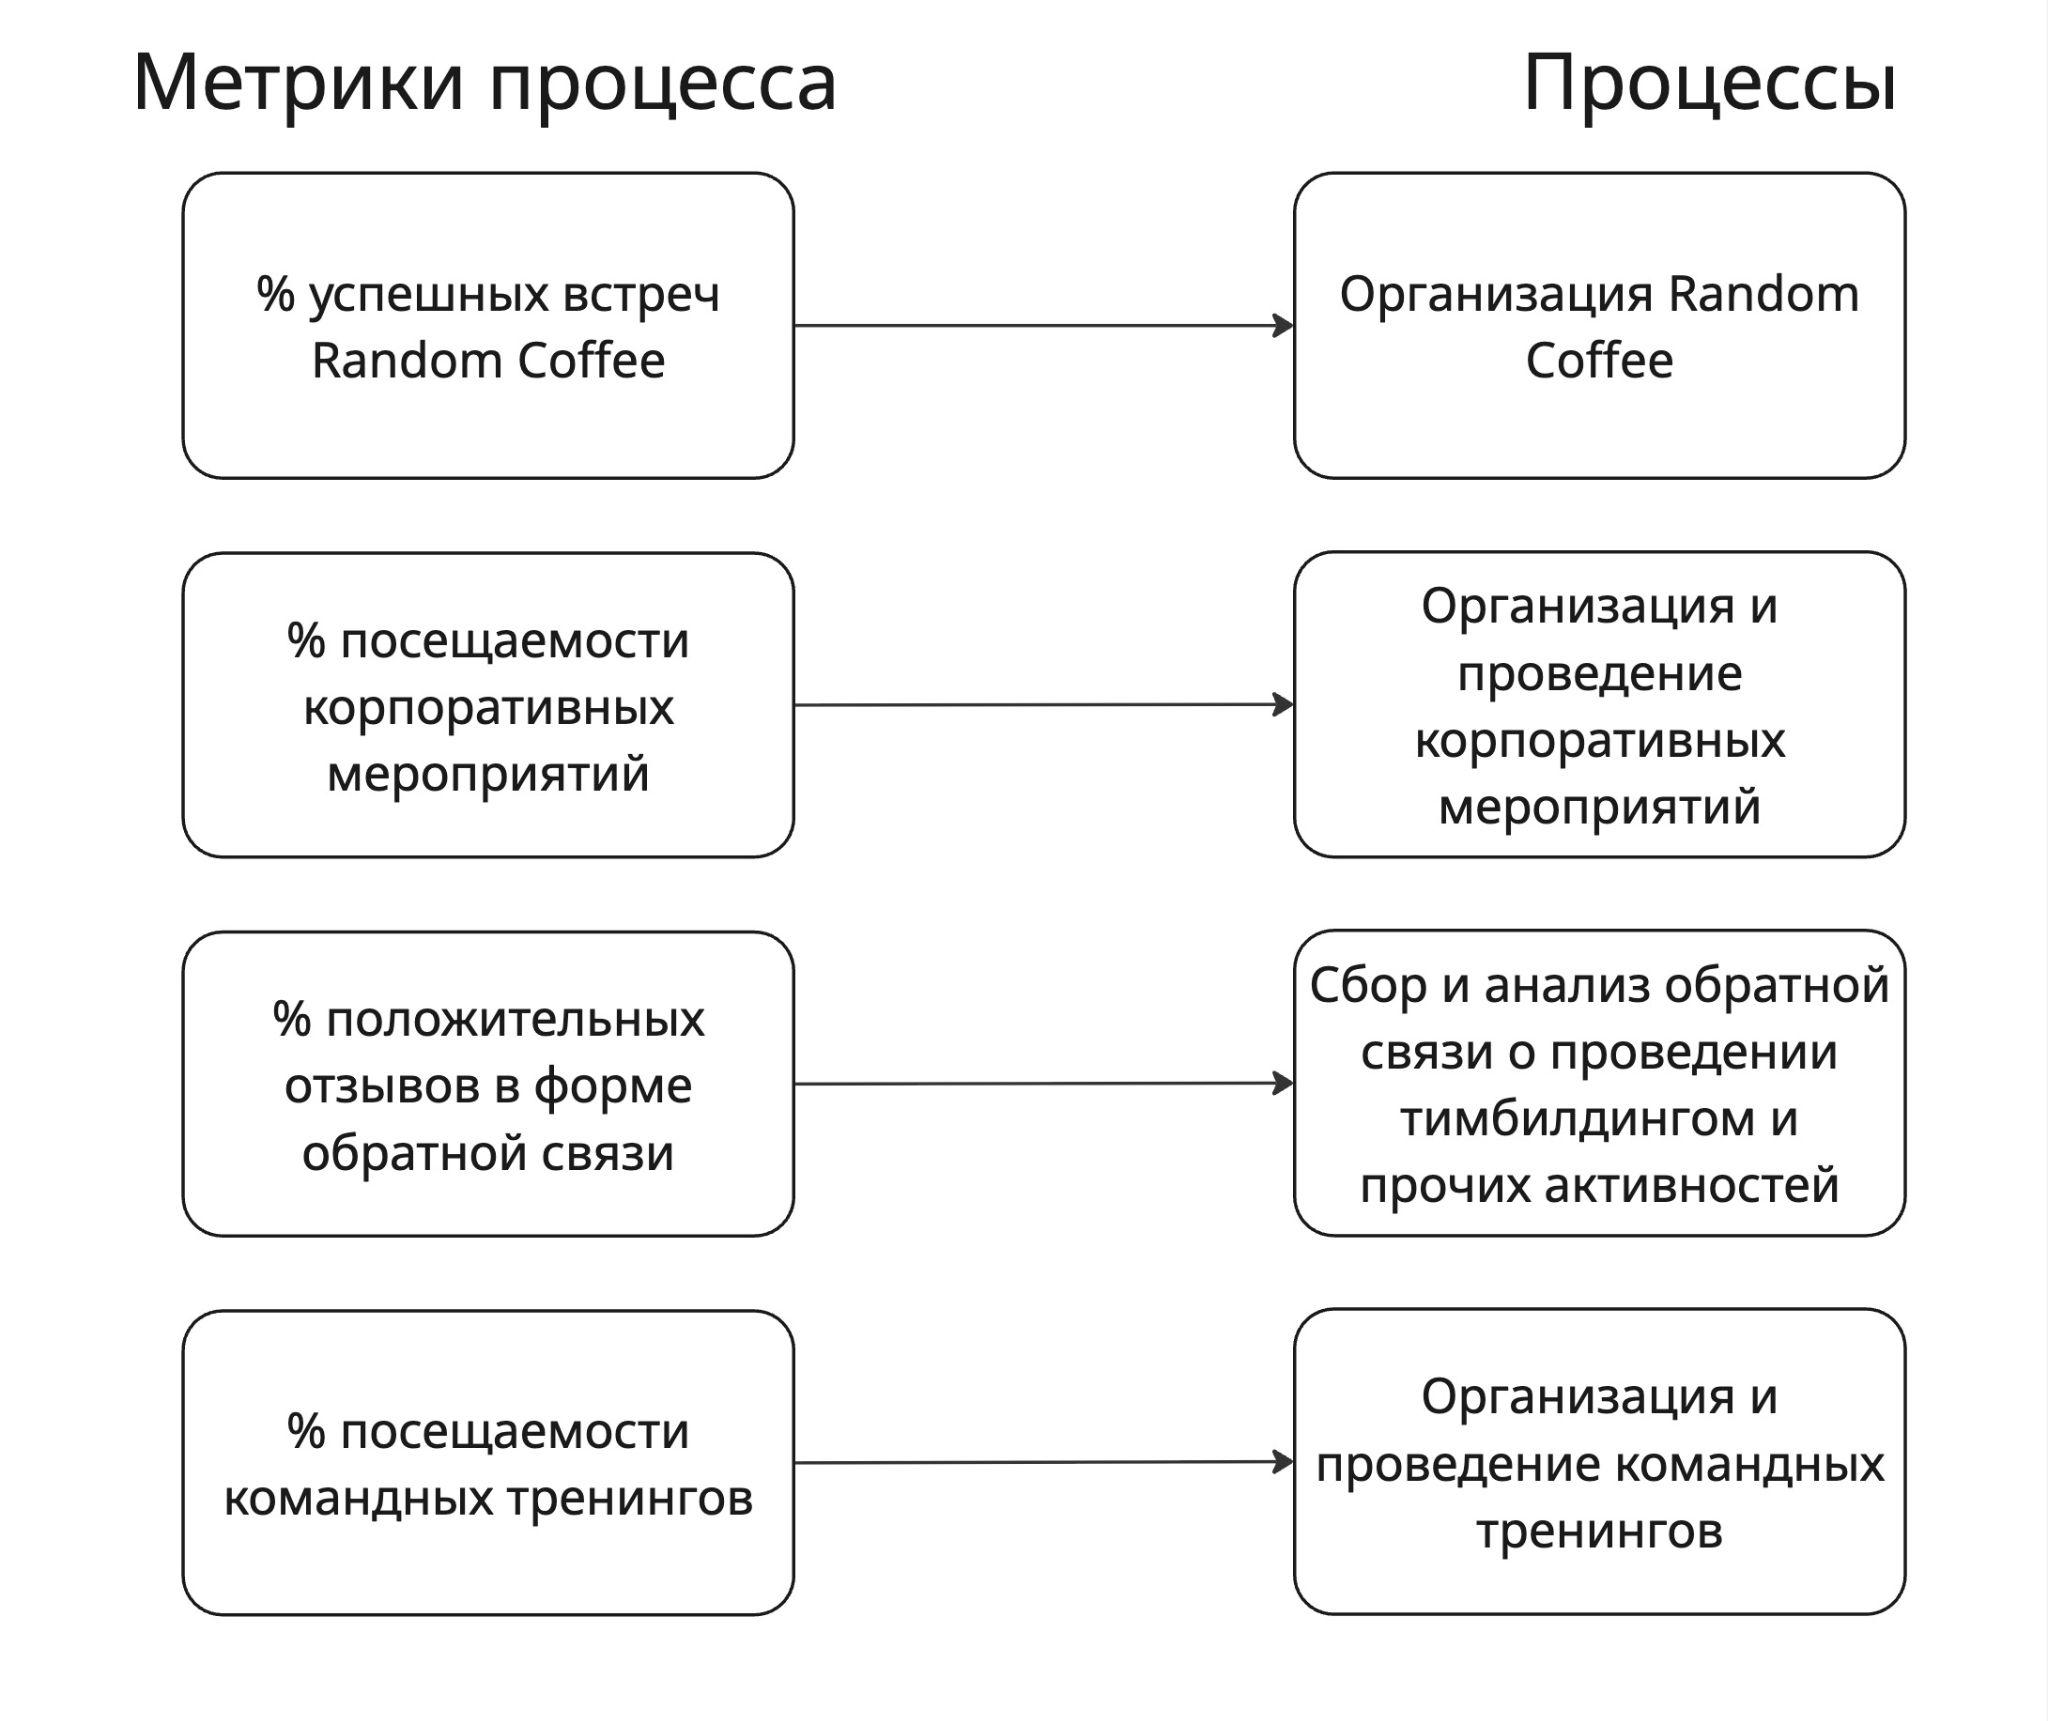 Метрики процесса
Процессы
% успешных встреч
Random Coffee
Организация Random
Coffee
% посещаемости
корпоративных
мероприятий
Организация и
проведение
корпоративных
мероприятий
% положительных
отзывов в форме
обратной связи
Сбор и анализ обратной
связи о проведении
тимбилдингом и
прочих активностей
% посещаемости
командных тренингов
Организация и
проведение командных
тренингов